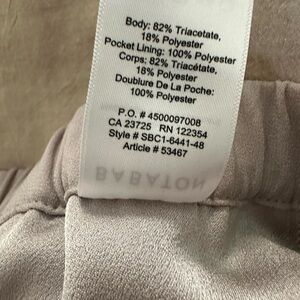 Body: 82% Triacetate,
18% Polyester
Pocket Lining: 100% Polyester
Corps: 82% Triacétate,
18% Polyester
Doublure De La Poche:
100% Polyester
P.O. # 4500097008
CA 23725 RN 122354
Style # SBC1-6441-48
Article # 53467
BABATON